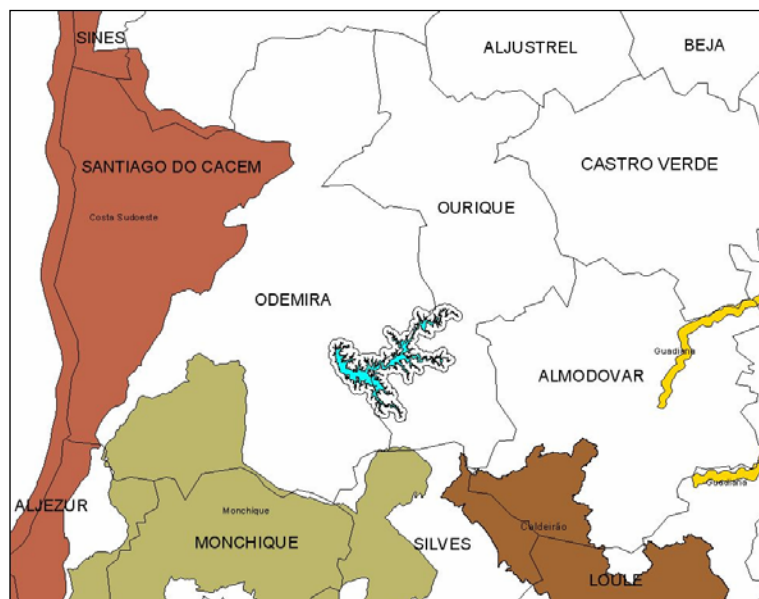 SINES
ALJUSTREL
BEJA
SANTIAGO DO CACEM
CASTRO VERDE
Costa Sudoeste
OURIQUE
ODEMIRA
Guadiana
ALMODOVAR
Guadiana
ALJEZUR
Monchique
Caldeirão
MONCHIQUE
SILVES
LOULE